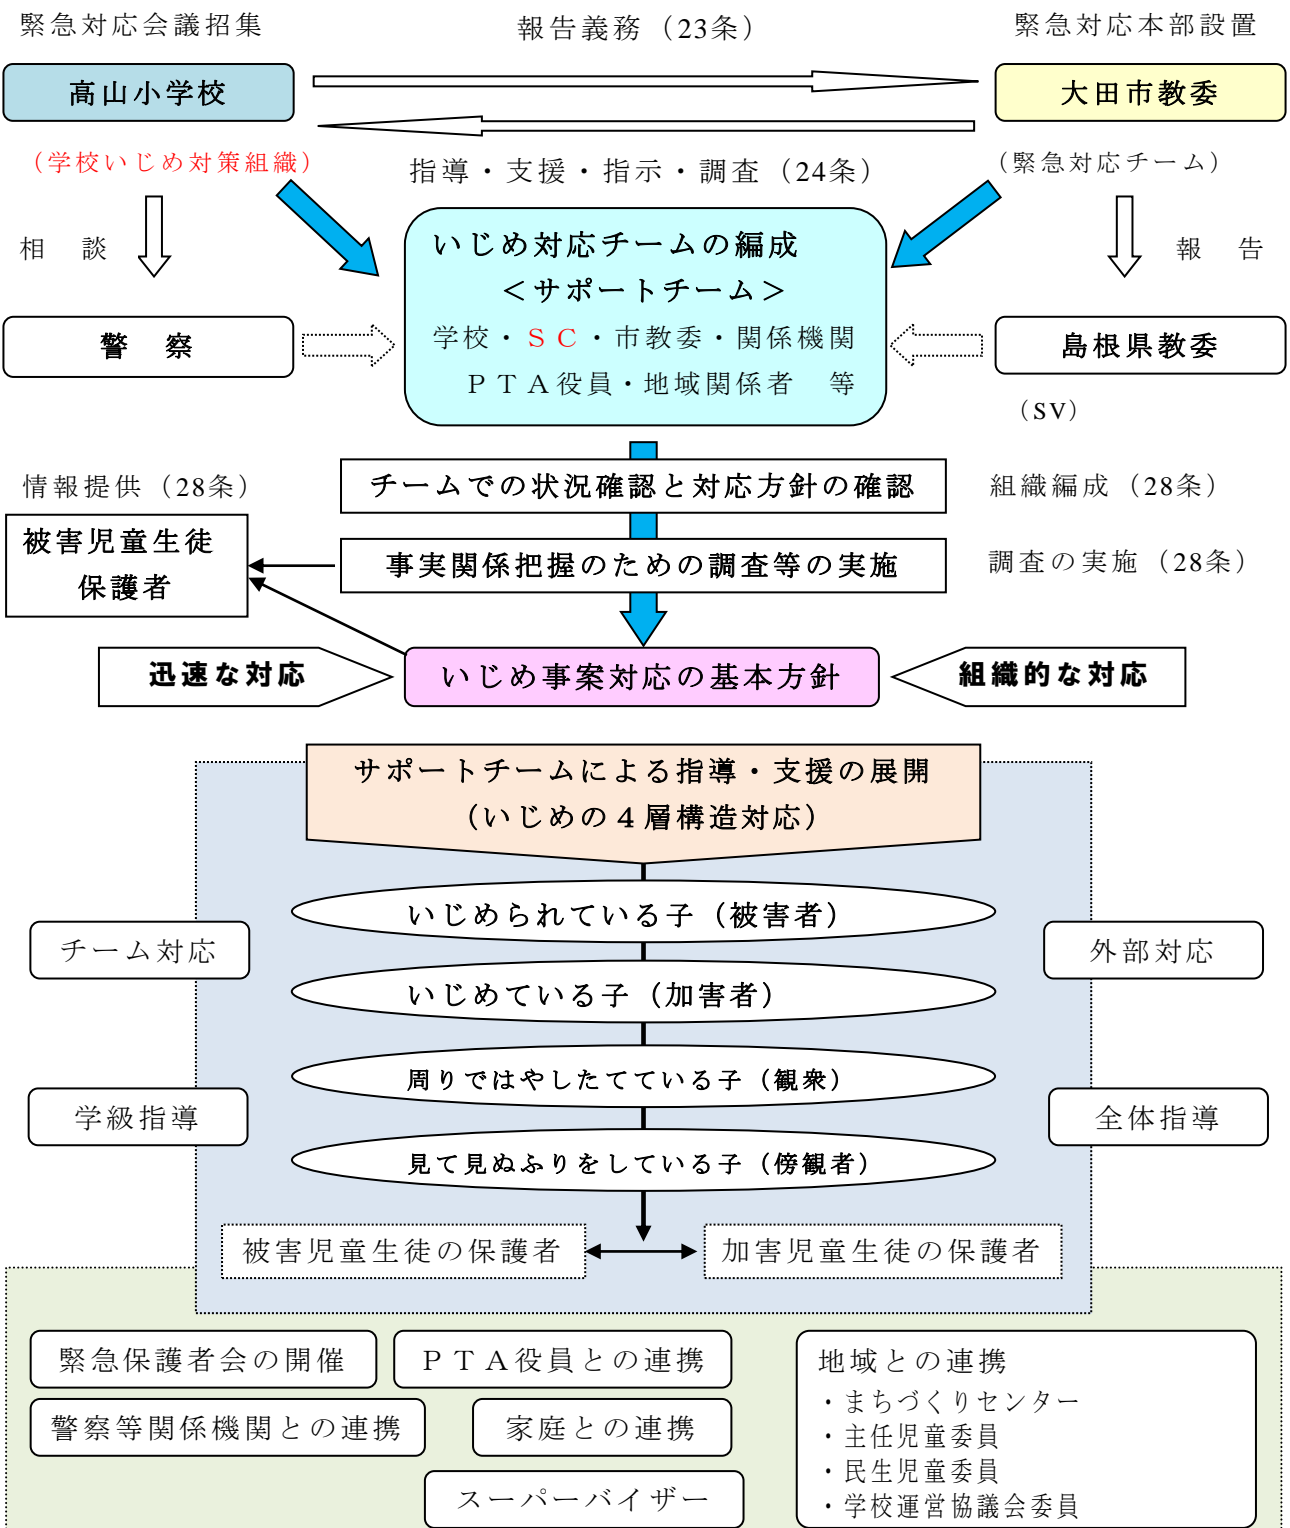 緊急対応会議招集
報告義務（23条）
緊急対応本部設置
高山小学校
大田市教委
（学校いじめ対策組織）
指導・支援・指示・調査（24条）
（緊急対応チーム）
相　談
いじめ対応チームの編成
＜サポートチーム＞
学校・ＳＣ・市教委・関係機関
ＰＴＡ役員・地域関係者　等
報　告
警　察
島根県教委
（SV）
情報提供（28条）
チームでの状況確認と対応方針の確認
組織編成（28条）
被害児童生徒
保護者
事実関係把握のための調査等の実施
調査の実施（28条）
迅速な対応
いじめ事案対応の基本方針
組織的な対応
サポートチームによる指導・支援の展開
（いじめの４層構造対応）
いじめられている子（被害者）
チーム対応
外部対応
いじめている子（加害者）
周りではやしたてている子（観衆）
学級指導
全体指導
見て見ぬふりをしている子（傍観者）
被害児童生徒の保護者
加害児童生徒の保護者
緊急保護者会の開催
ＰＴＡ役員との連携
警察等関係機関との連携
家庭との連携
スーパーバイザー
地域との連携
・まちづくりセンター
・主任児童委員
・民生児童委員
・学校運営協議会委員